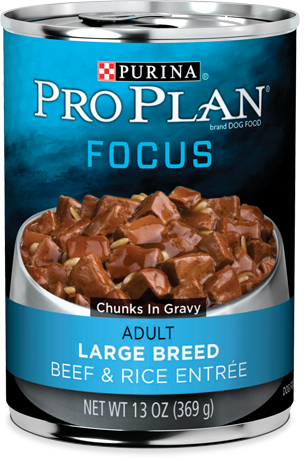 PURINA®
PRO PLAN®
brand DOG FOOD
FOCUS
Chunks In Gravy
ADULT
LARGE BREED
BEEF & RICE ENTRÉE
NET WT 13 OZ (369 g)